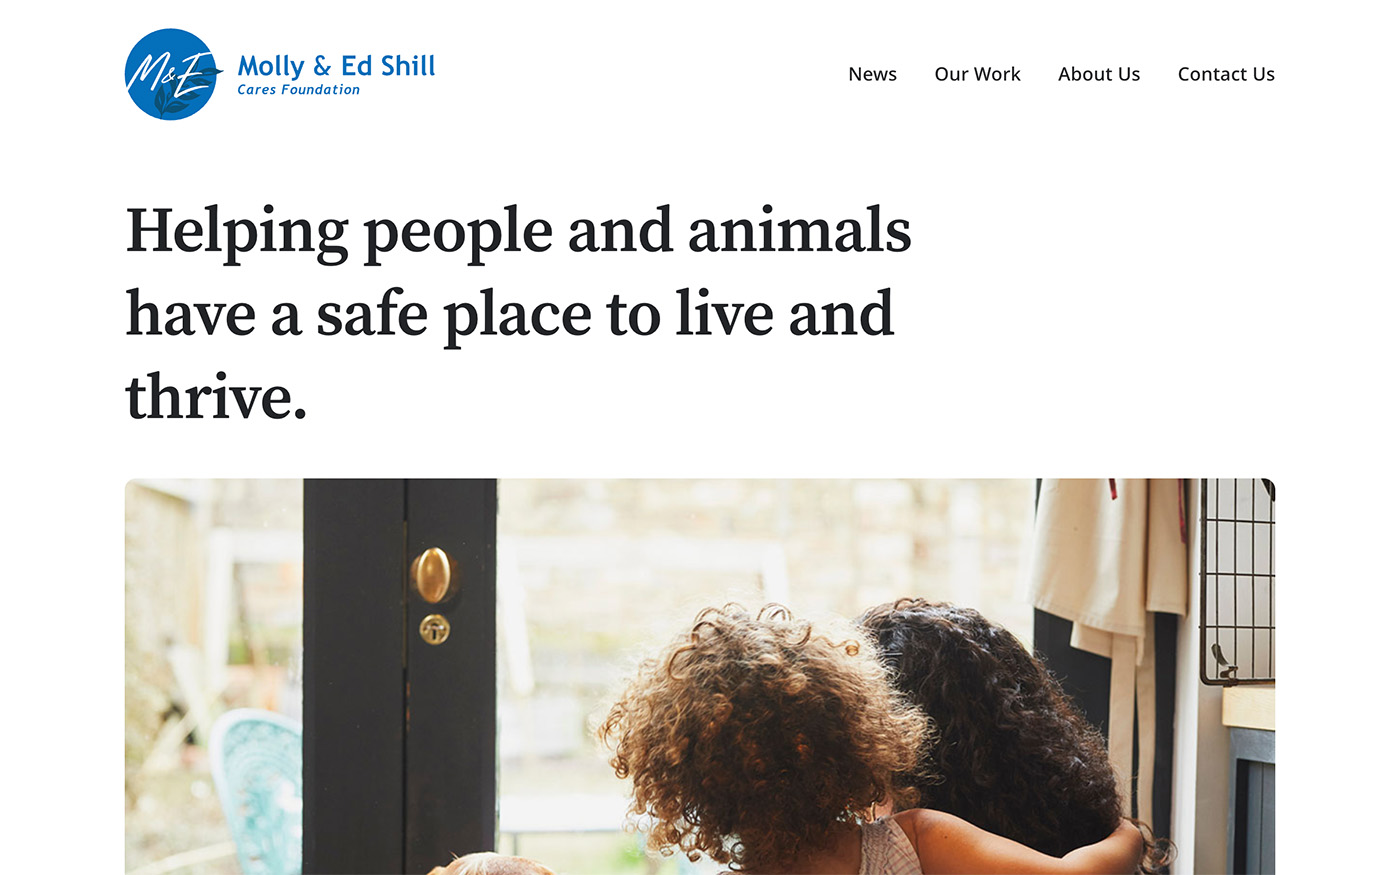 M&E
Molly & Ed Shill
Cares Foundation
News
Our Work
About Us
Contact Us
Helping people and animals
have a safe place to live and
thrive.